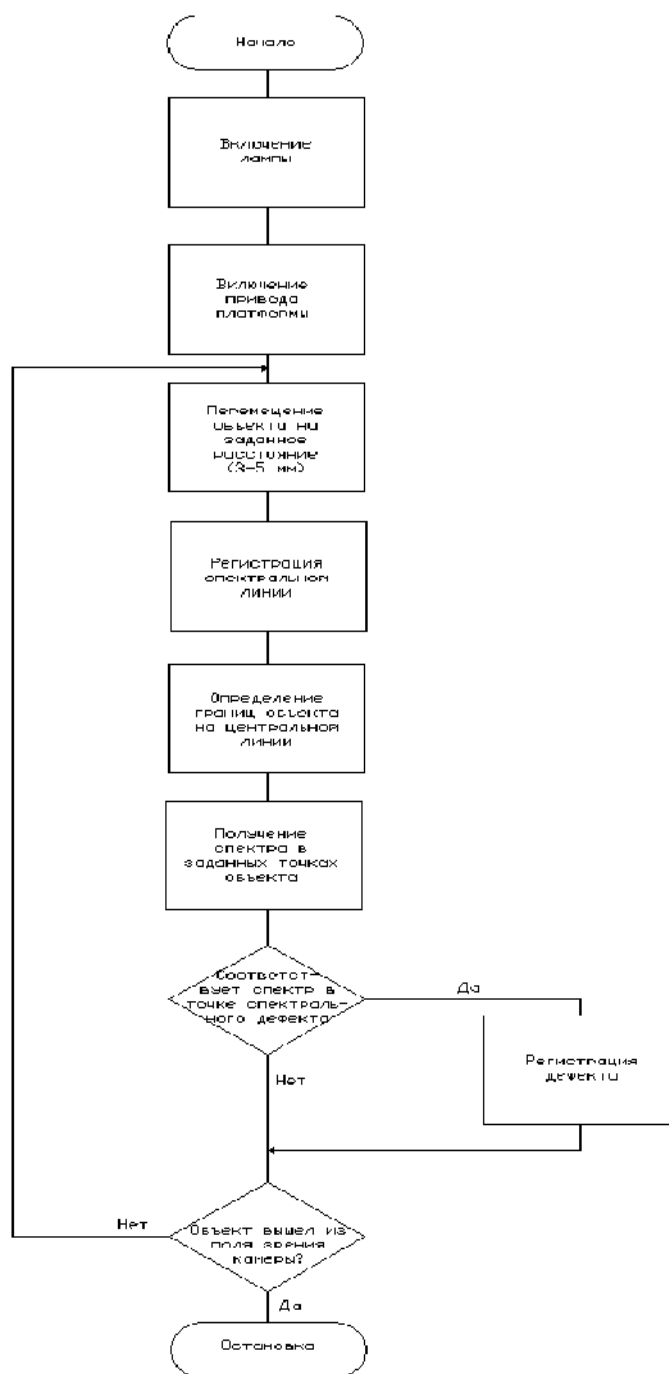 Начало
Включение
лампы
Включение
привода
платформы
Перемещение
объекта на
заданное
расстояние
(3-5 мм)
Регистрация
спектральной
линии
Определение
границ объекта
на центральной
линии
Получение
спектра в
заданных точках
объекта
Соответст-
вует спектр в
точке спектраль-
ного дефекта
Да
Регистрация
дефекта
Нет
Нет
Объект вышел из
поля зрения
камеры?
Да
Остановка